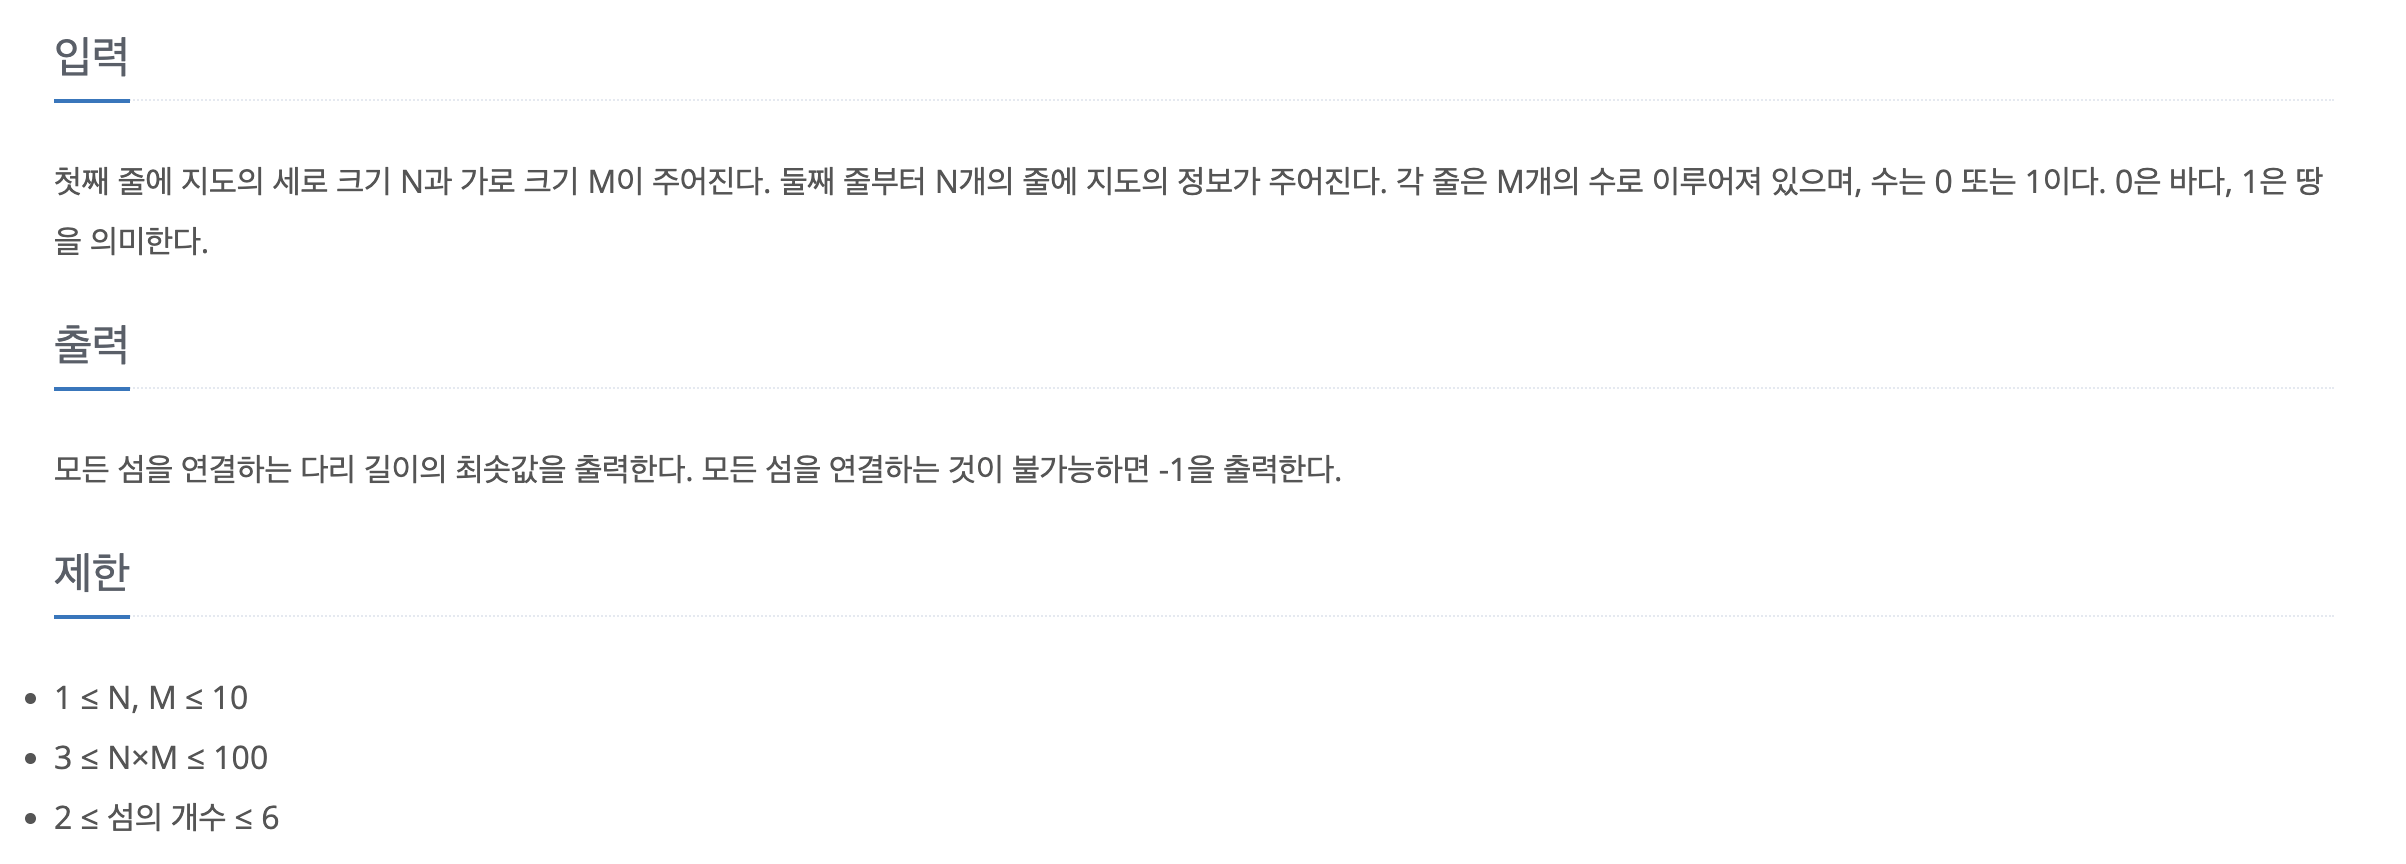 입력
첫째 줄에 지도의 세로 크기 N과 가로 크기 M이 주어진다. 둘째 줄부터 N개의 줄에 지도의 정보가 주어진다. 각 줄은 M개의 수로 이루어져 있으며, 수는 0 또는 1이다. 0은 바다, 1은 땅
을 의미한다.
출력
모든 섬을 연결하는 다리 길이의 최솟값을 출력한다. 모든 섬을 연결하는 것이 불가능하면 -1을 출력한다.
제한
• 1 ≤ N, M ≤ 10
• 3 ≤ N×M ≤ 100
• 2 ≤ 섬의 개수 ≤ 6